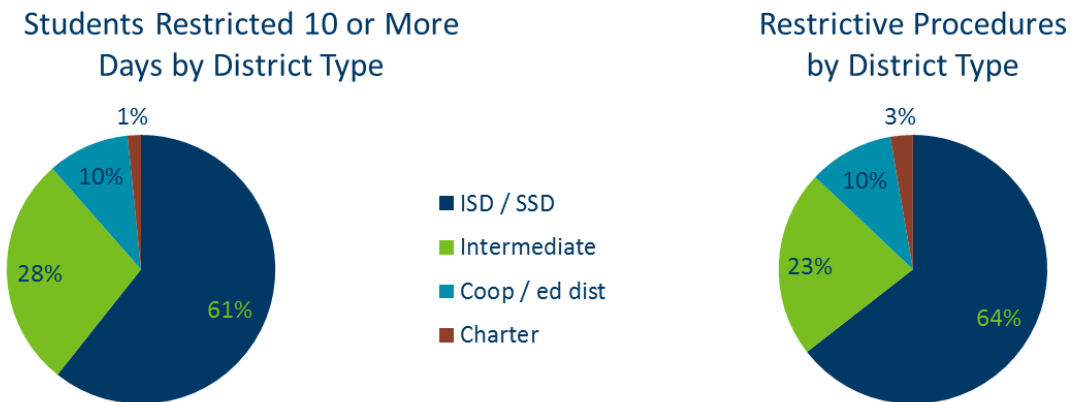 Students Restricted 10 or More
Days by District Type
1%
10%
28%
61%
ISD / SSD
Intermediate
Coop / ed dist
Charter
Restrictive Procedures
by District Type
3%
10%
23%
64%